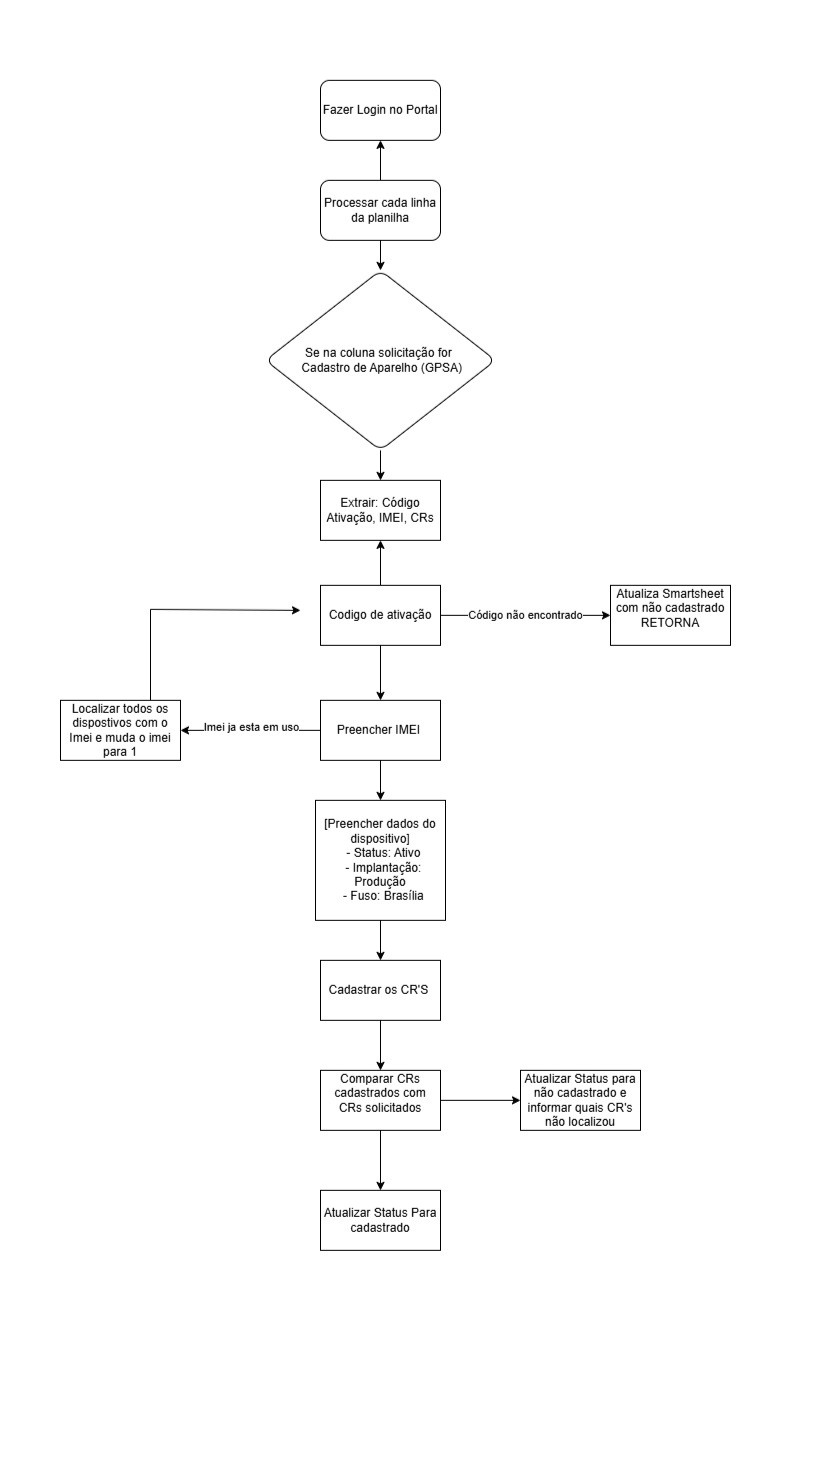 Fazer Login no Portal
Processar cada linha
da planilha
Se na coluna solicitação for
Cadastro de Aparelho (GPSA)
Extrair: Código
Ativação, IMEI, CRs
Codigo de ativação
Código não encontrado
Atualiza Smartsheet
com não cadastrado
RETORNA
Localizar todos os
dispostivos com o
Imei e muda o imei
para 1
Imei ja esta em uso
Preencher IMEI
[Preencher dados do
dispositivo]
- Status: Ativo
- Implantação:
Produção
- Fuso: Brasília
Cadastrar os CR'S
Comparar CRs
cadastrados com
CRs solicitados
Atualizar Status para
não cadastrado e
informar quais CR's
não localizou
Atualizar Status Para
cadastrado